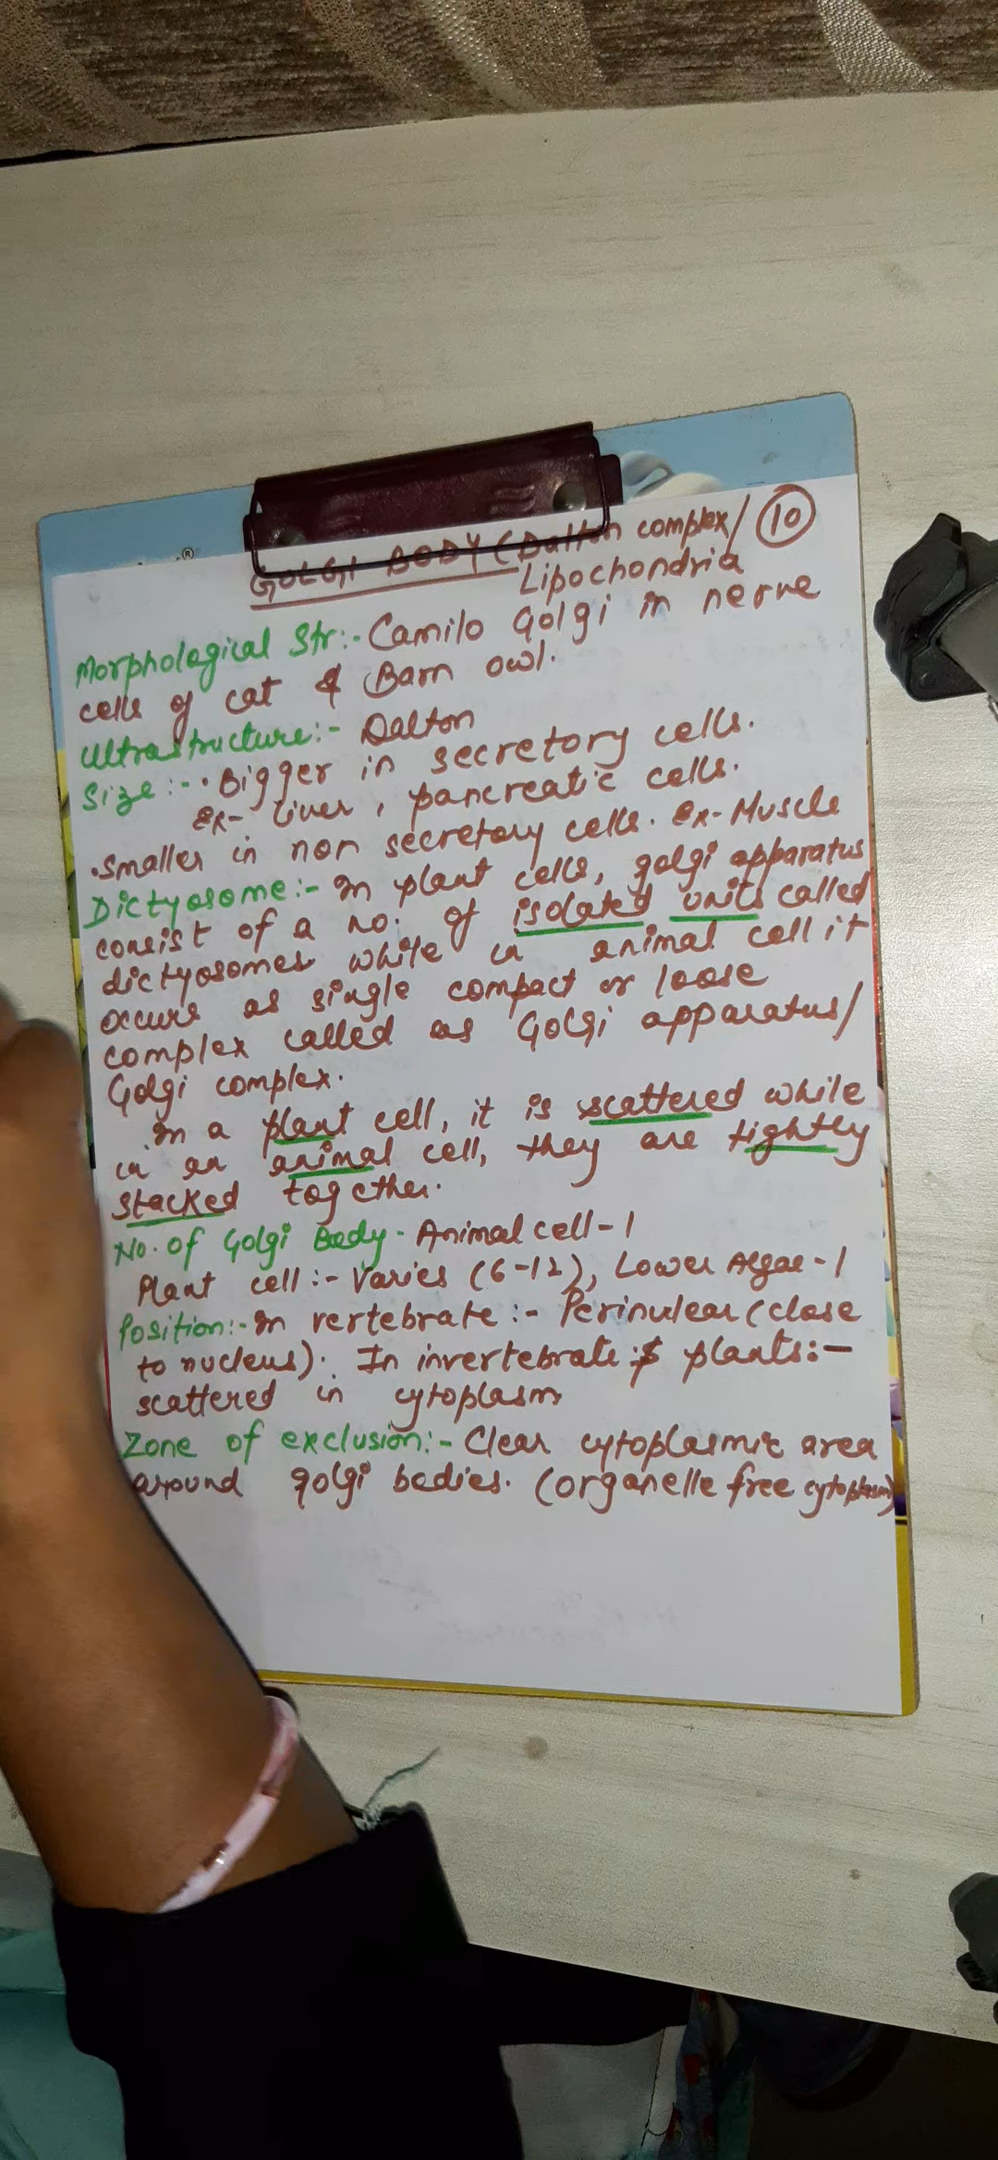 ®
GOLGI BODY (Dalton complex/ 10
Lipochondria
Morphological Str:- Camilo Golgi in nerve
cells of cat & Barn owl.
Ultrastructure:- Dalton
Size:- • Bigger in secretory cells.
Ex- liver, pancreatic cells.
• Smaller in non secretory cells. Ex- Muscle
Dictyosome:- In plant cells, golgi apparatus
consist of a no. of isolated units called
dictyosomes while in animal cell it
occurs as single compact or loose
complex called as Golgi apparatus/
Golgi complex.
In a plant cell, it is scattered while
in an animal cell, they are tightly
stacked together.
No. of Golgi Body - Animal cell - 1
Plant cell:- Varies (6-12), Lower Algae - 1
Position:- In vertebrate:- Perinulear (close
to nucleus). In invertebrate & plants:-
scattered in cytoplasm
Zone of exclusion:- Clear cytoplasmic area
around golgi bodies. (organelle free cytoplasm)